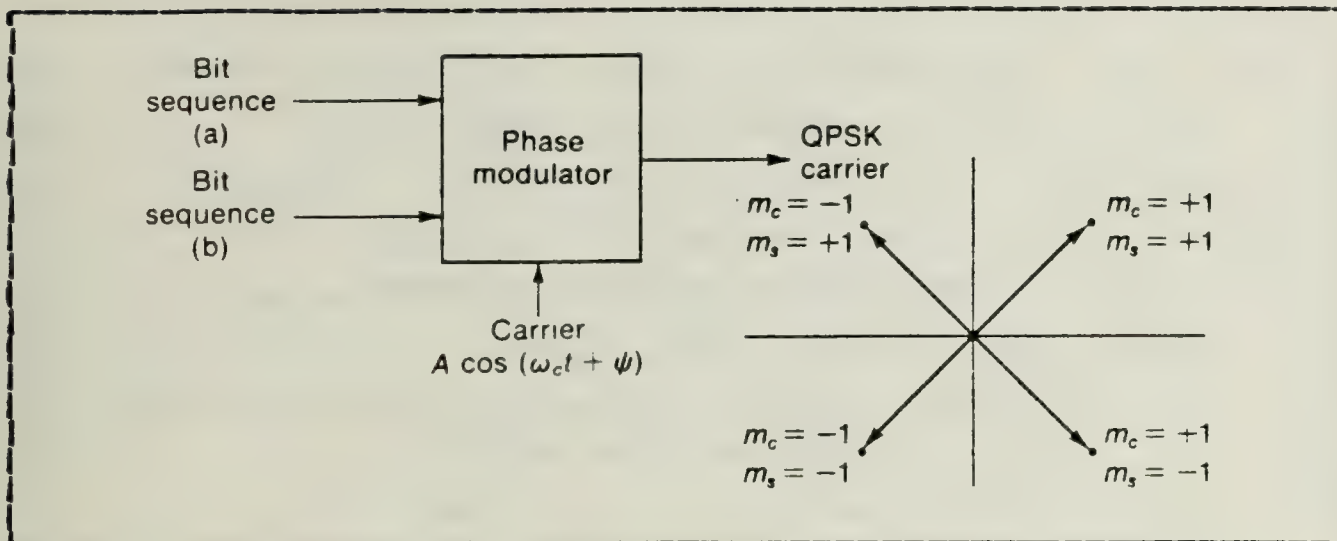 Bit
sequence
(a)
Bit
sequence
(b)
Phase
modulator
QPSK
carrier
Carrier
A cos (ω_c t + ψ)
m_c = −1
m_s = +1
m_c = +1
m_s = +1
m_c = −1
m_s = −1
m_c = +1
m_s = −1